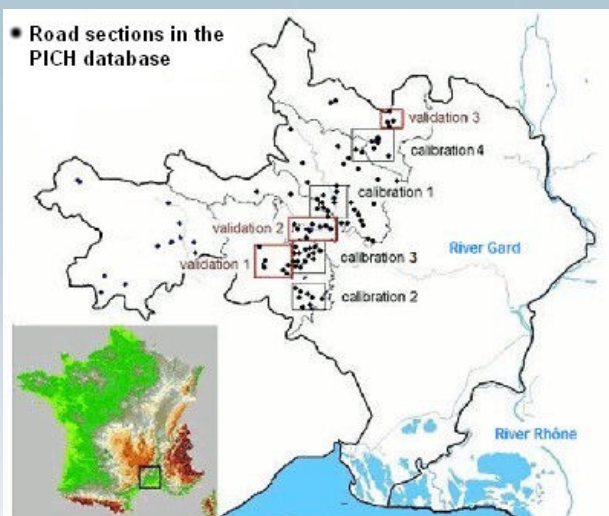 • Road sections in the
PICH database
validation 3
calibration 4
calibration 1
validation 2
River Gard
validation 1
calibration 3
calibration 2
River Rhône